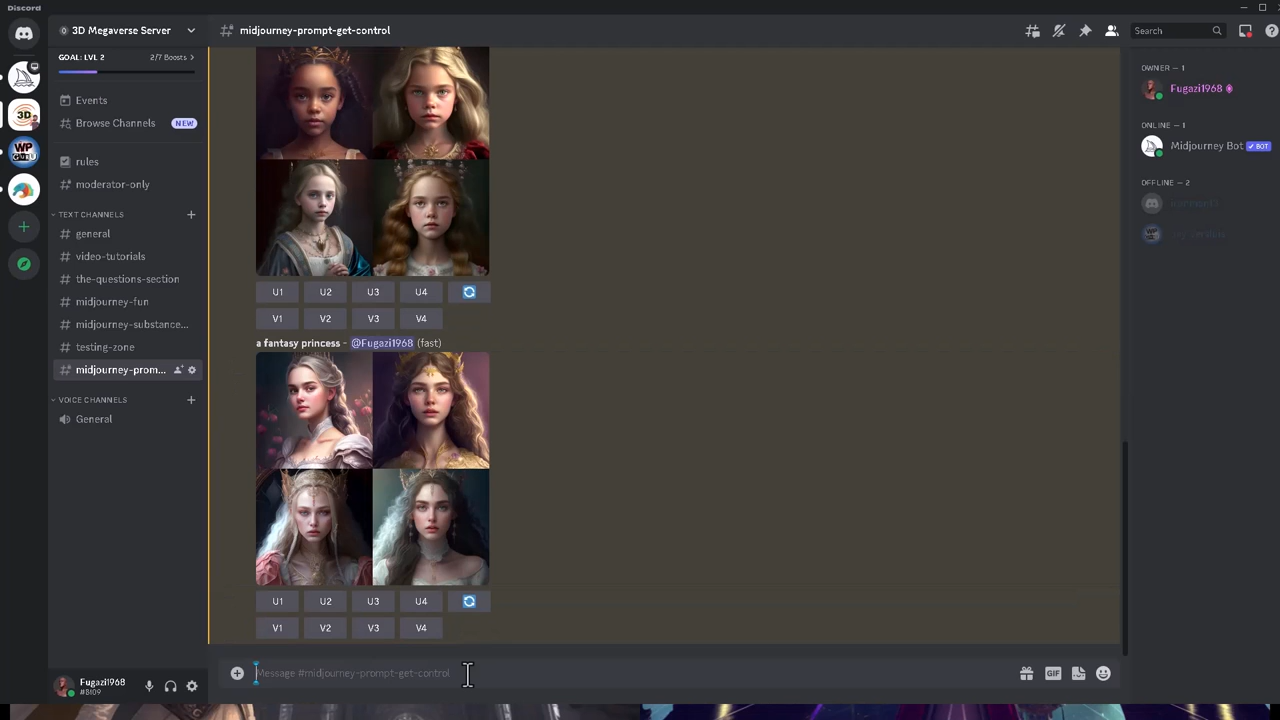 Discord
3D Megaverse Server
GOAL: LVL 2
2/7 Boosts >
Events
Browse Channels
NEW
rules
moderator-only
TEXT CHANNELS
general
video-tutorials
the-questions-section
midjourney-fun
midjourney-substance...
testing-zone
midjourney-prom...
VOICE CHANNELS
General
Fugazi1968
#8109
midjourney-prompt-get-control
Search
U1 U2 U3 U4
V1 V2 V3 V4
a fantasy princess - @Fugazi1968 (fast)
U1 U2 U3 U4
V1 V2 V3 V4
Message #midjourney-prompt-get-control
GIF
OWNER — 1
Fugazi1968
ONLINE — 1
Midjourney Bot
BOT
OFFLINE — 2
3D
WP